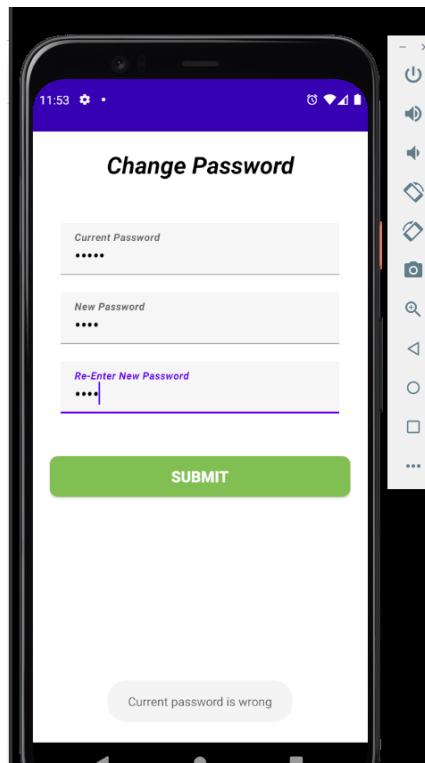 11:53
Change Password
Current Password
•••••
New Password
••••
Re-Enter New Password
••••
SUBMIT
Current password is wrong